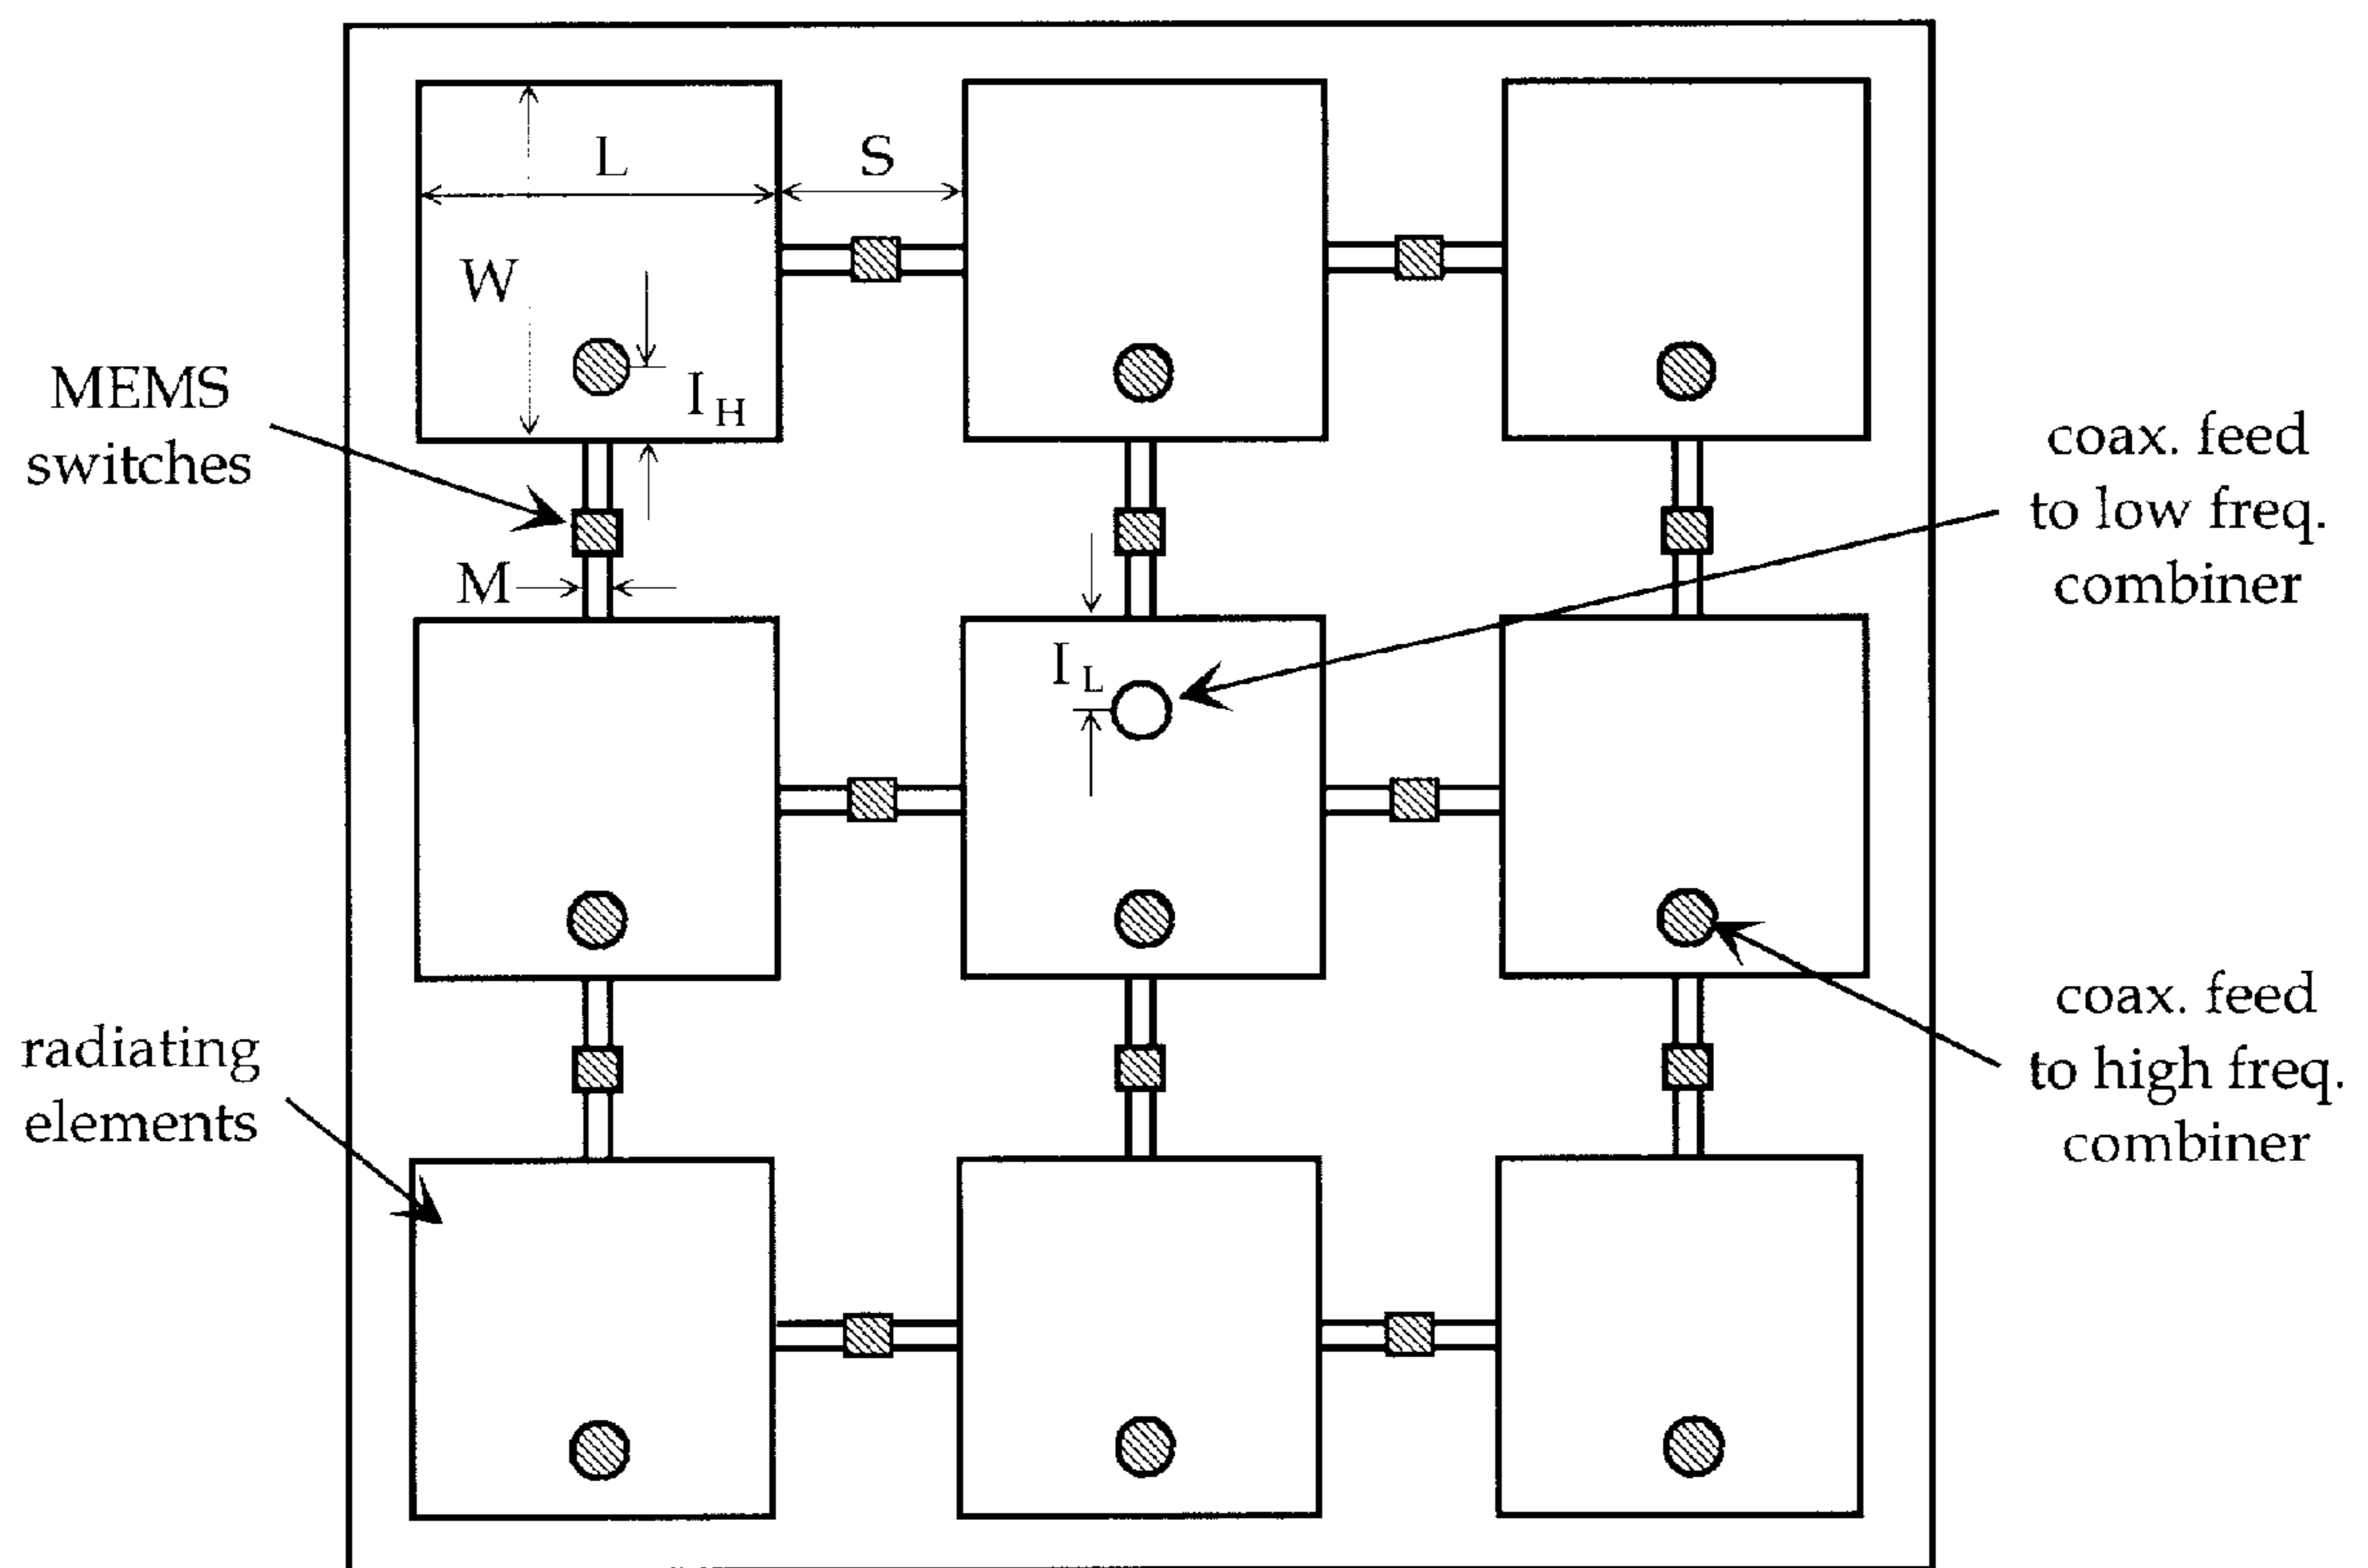 L
S
W
I H
MEMS
switches
M
I L
coax. feed
to low freq.
combiner
radiating
elements
coax. feed
to high freq.
combiner